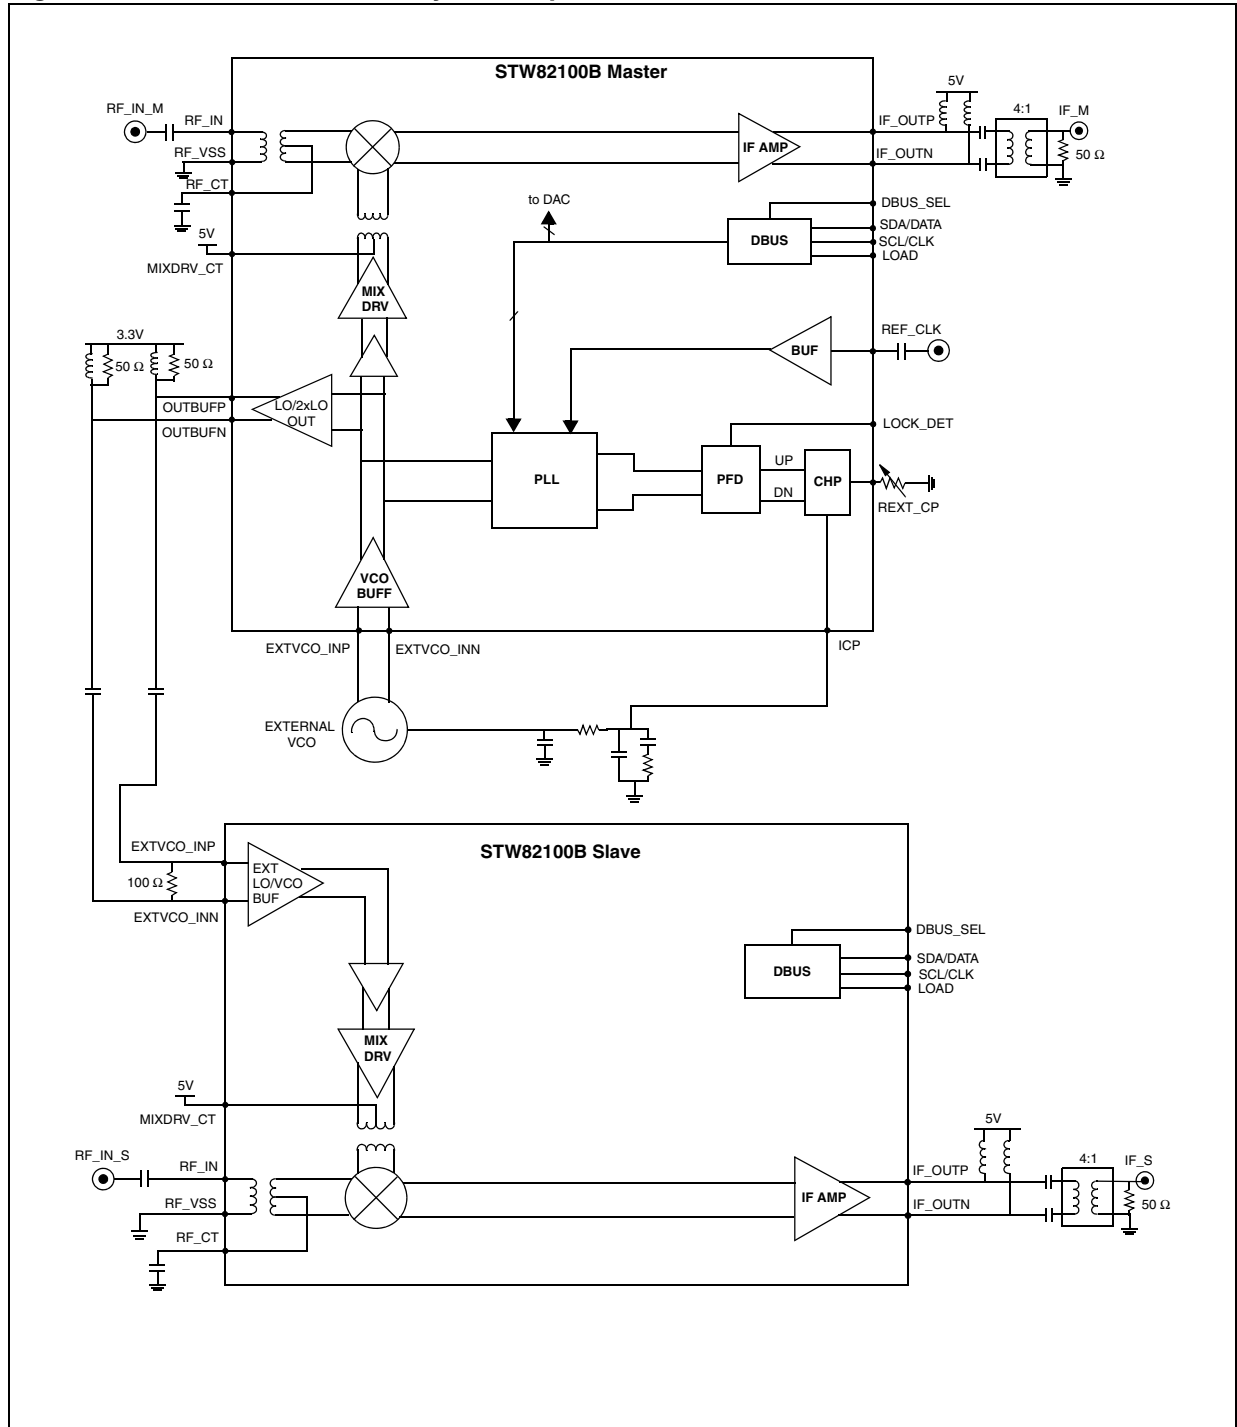 STW82100B Master
RF_IN_M
RF_IN
RF_VSS
RF_CT
5V
MIXDRV_CT
MIX
DRV
IF AMP
IF_OUTP
IF_OUTN
5V
4:1
IF_M
50 Ω
to DAC
DBUS
DBUS_SEL
SDA/DATA
SCL/CLK
LOAD
BUF
REF_CLK
3.3V
50 Ω
50 Ω
OUTBUFP
OUTBUFN
LO/2xLO
OUT
PLL
PFD
UP
DN
CHP
LOCK_DET
REXT_CP
VCO
BUFF
EXTVCO_INP
EXTVCO_INN
ICP
EXTERNAL
VCO
STW82100B Slave
EXTVCO_INP
100 Ω
EXTVCO_INN
EXT
LO/VCO
BUF
DBUS
DBUS_SEL
SDA/DATA
SCL/CLK
LOAD
MIX
DRV
5V
MIXDRV_CT
RF_IN_S
RF_IN
RF_VSS
RF_CT
IF AMP
IF_OUTP
IF_OUTN
5V
4:1
IF_S
50 Ω